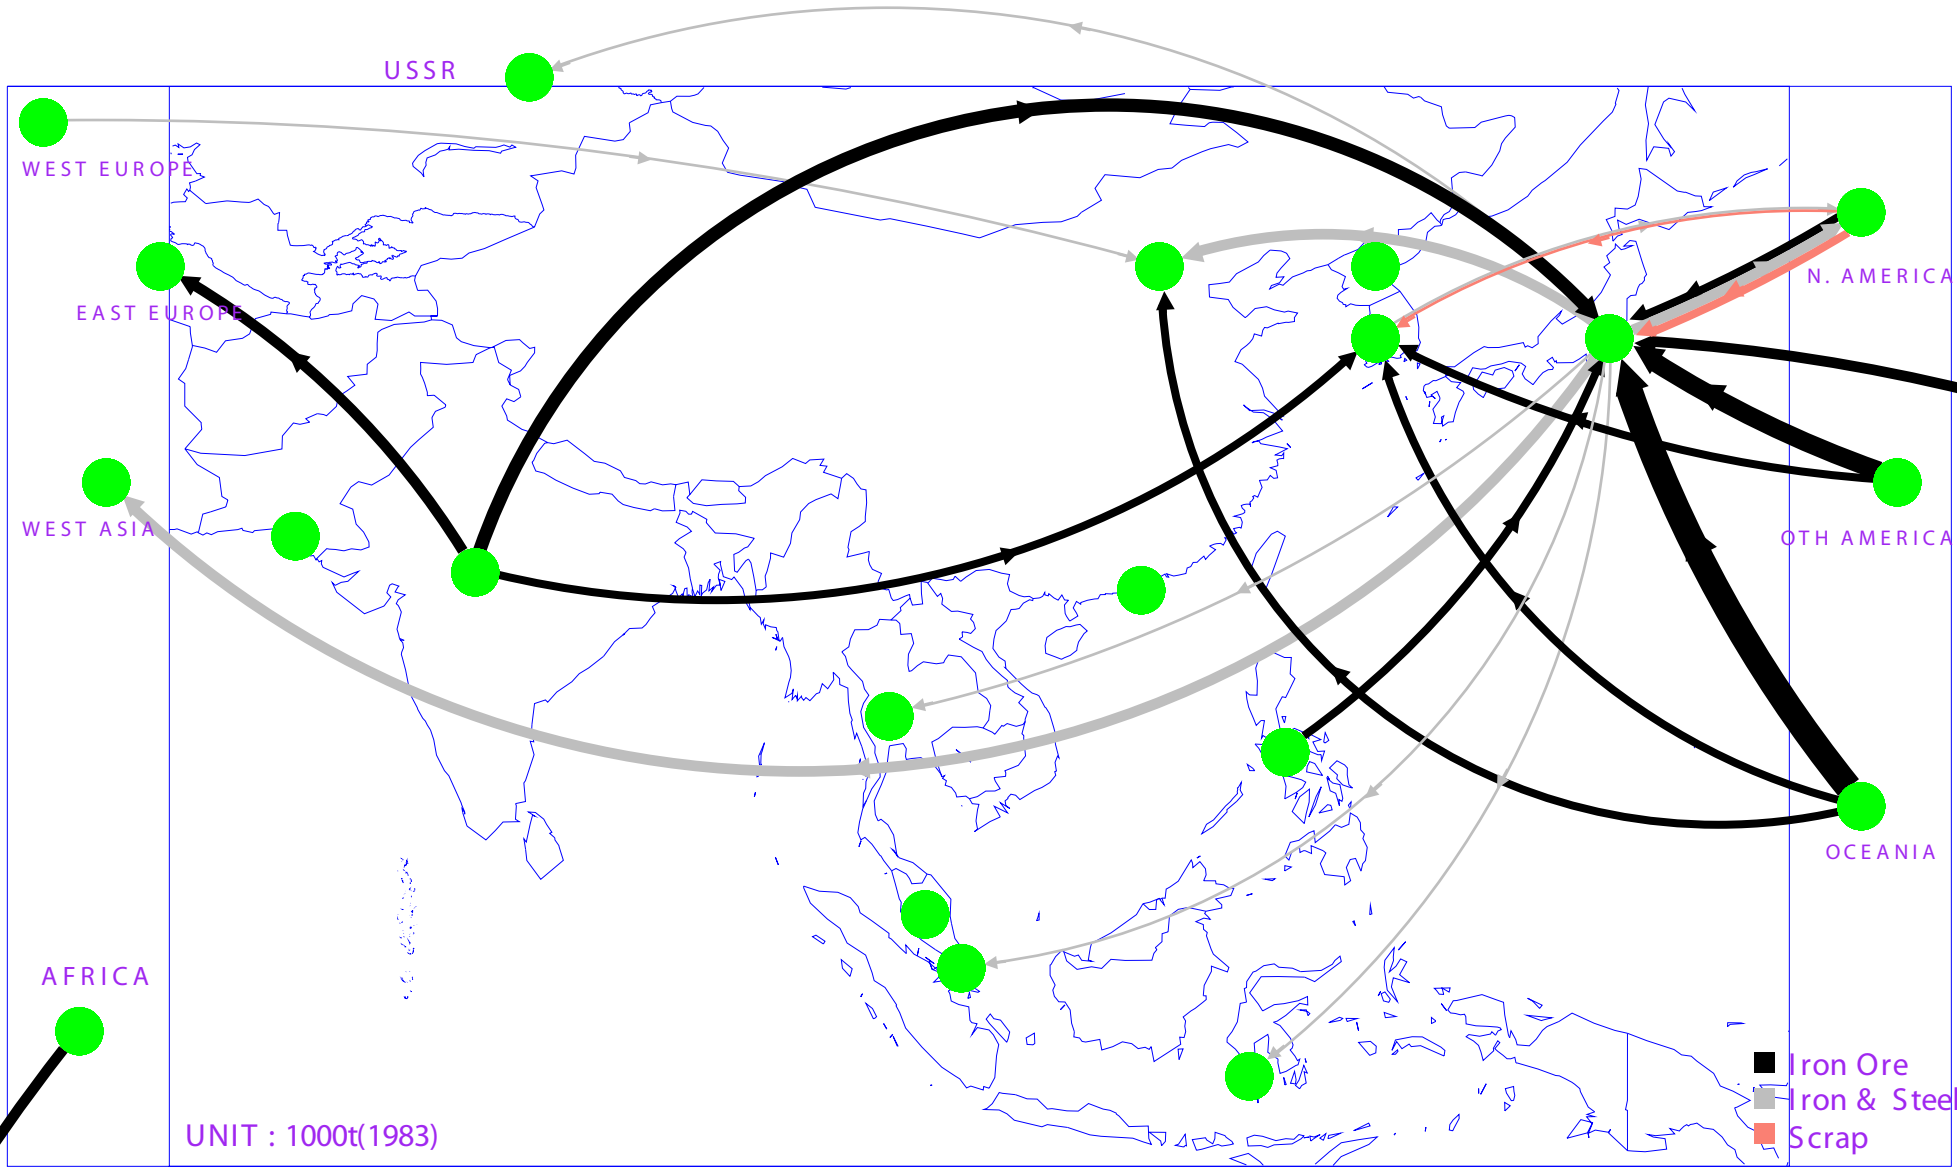 USSR
WEST EUROPE
N. AMERICA
EAST EUROPE
WEST ASIA
OTH AMERICA
OCEANIA
AFRICA
Iron Ore
Iron & Steel
Scrap
UNIT : 1000t(1983)